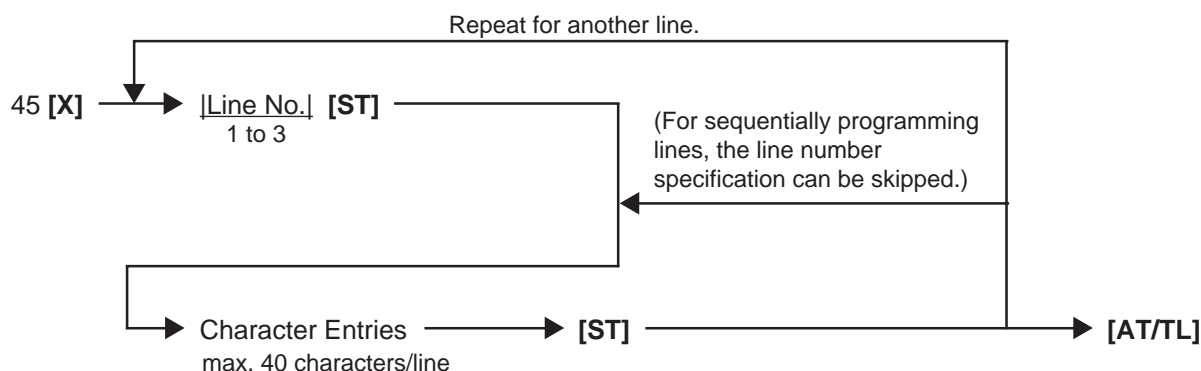 Repeat for another line.
45 [X]
|Line No.| [ST]
1 to 3
(For sequentially programming
lines, the line number
specification can be skipped.)
Character Entries
max. 40 characters/line
[ST]
[AT/TL]